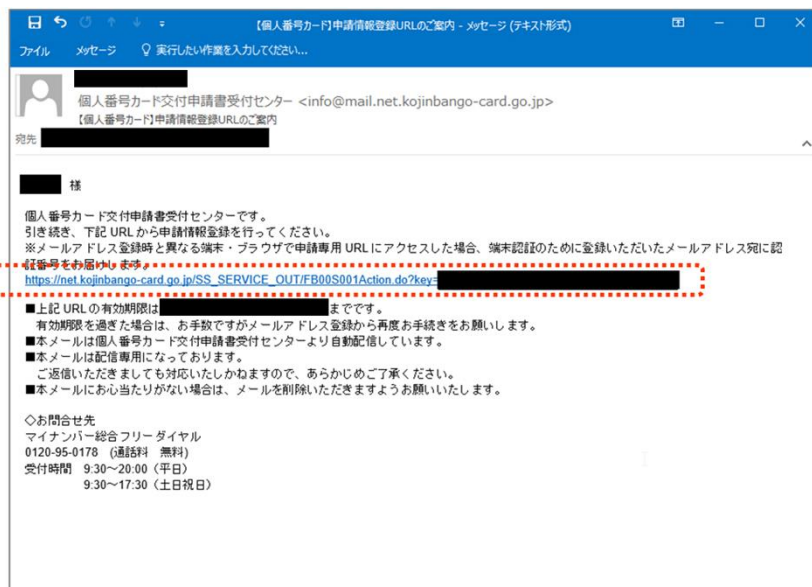 【個人番号カード】申請情報登録URLのご案内 - メッセージ (テキスト形式)
ファイル メッセージ 実行したい作業を入力してください...
個人番号カード交付申請書受付センター <info@mail.net.kojinbango-card.go.jp>
【個人番号カード】申請情報登録URLのご案内
宛先
様
個人番号カード交付申請書受付センターです。
引き続き、下記 URL から申請情報登録を行ってください。
※メールアドレス登録時と異なる端末・ブラウザで申請専用 URL にアクセスした場合、端末認証のために登録いただいたメールアドレス宛に認
証番号をお届けします。
https://net.kojinbango-card.go.jp/SS_SERVICE_OUT/FB00S001Action.do?key=
■上記 URL の有効期限は までです。
有効期限を過ぎた場合は、お手数ですがメールアドレス登録から再度お手続きをお願いします。
■本メールは個人番号カード交付申請書受付センターより自動配信しています。
■本メールは配信専用になっております。
ご返信いただきましても対応いたしかねますので、あらかじめご了承ください。
■本メールにお心当たりがない場合は、メールを削除いただきますようお願いいたします。
◇お問合せ先
マイナンバー総合フリーダイヤル
0120-95-0178 (通話料 無料)
受付時間 9:30～20:00（平日）
9:30～17:30（土日祝日）